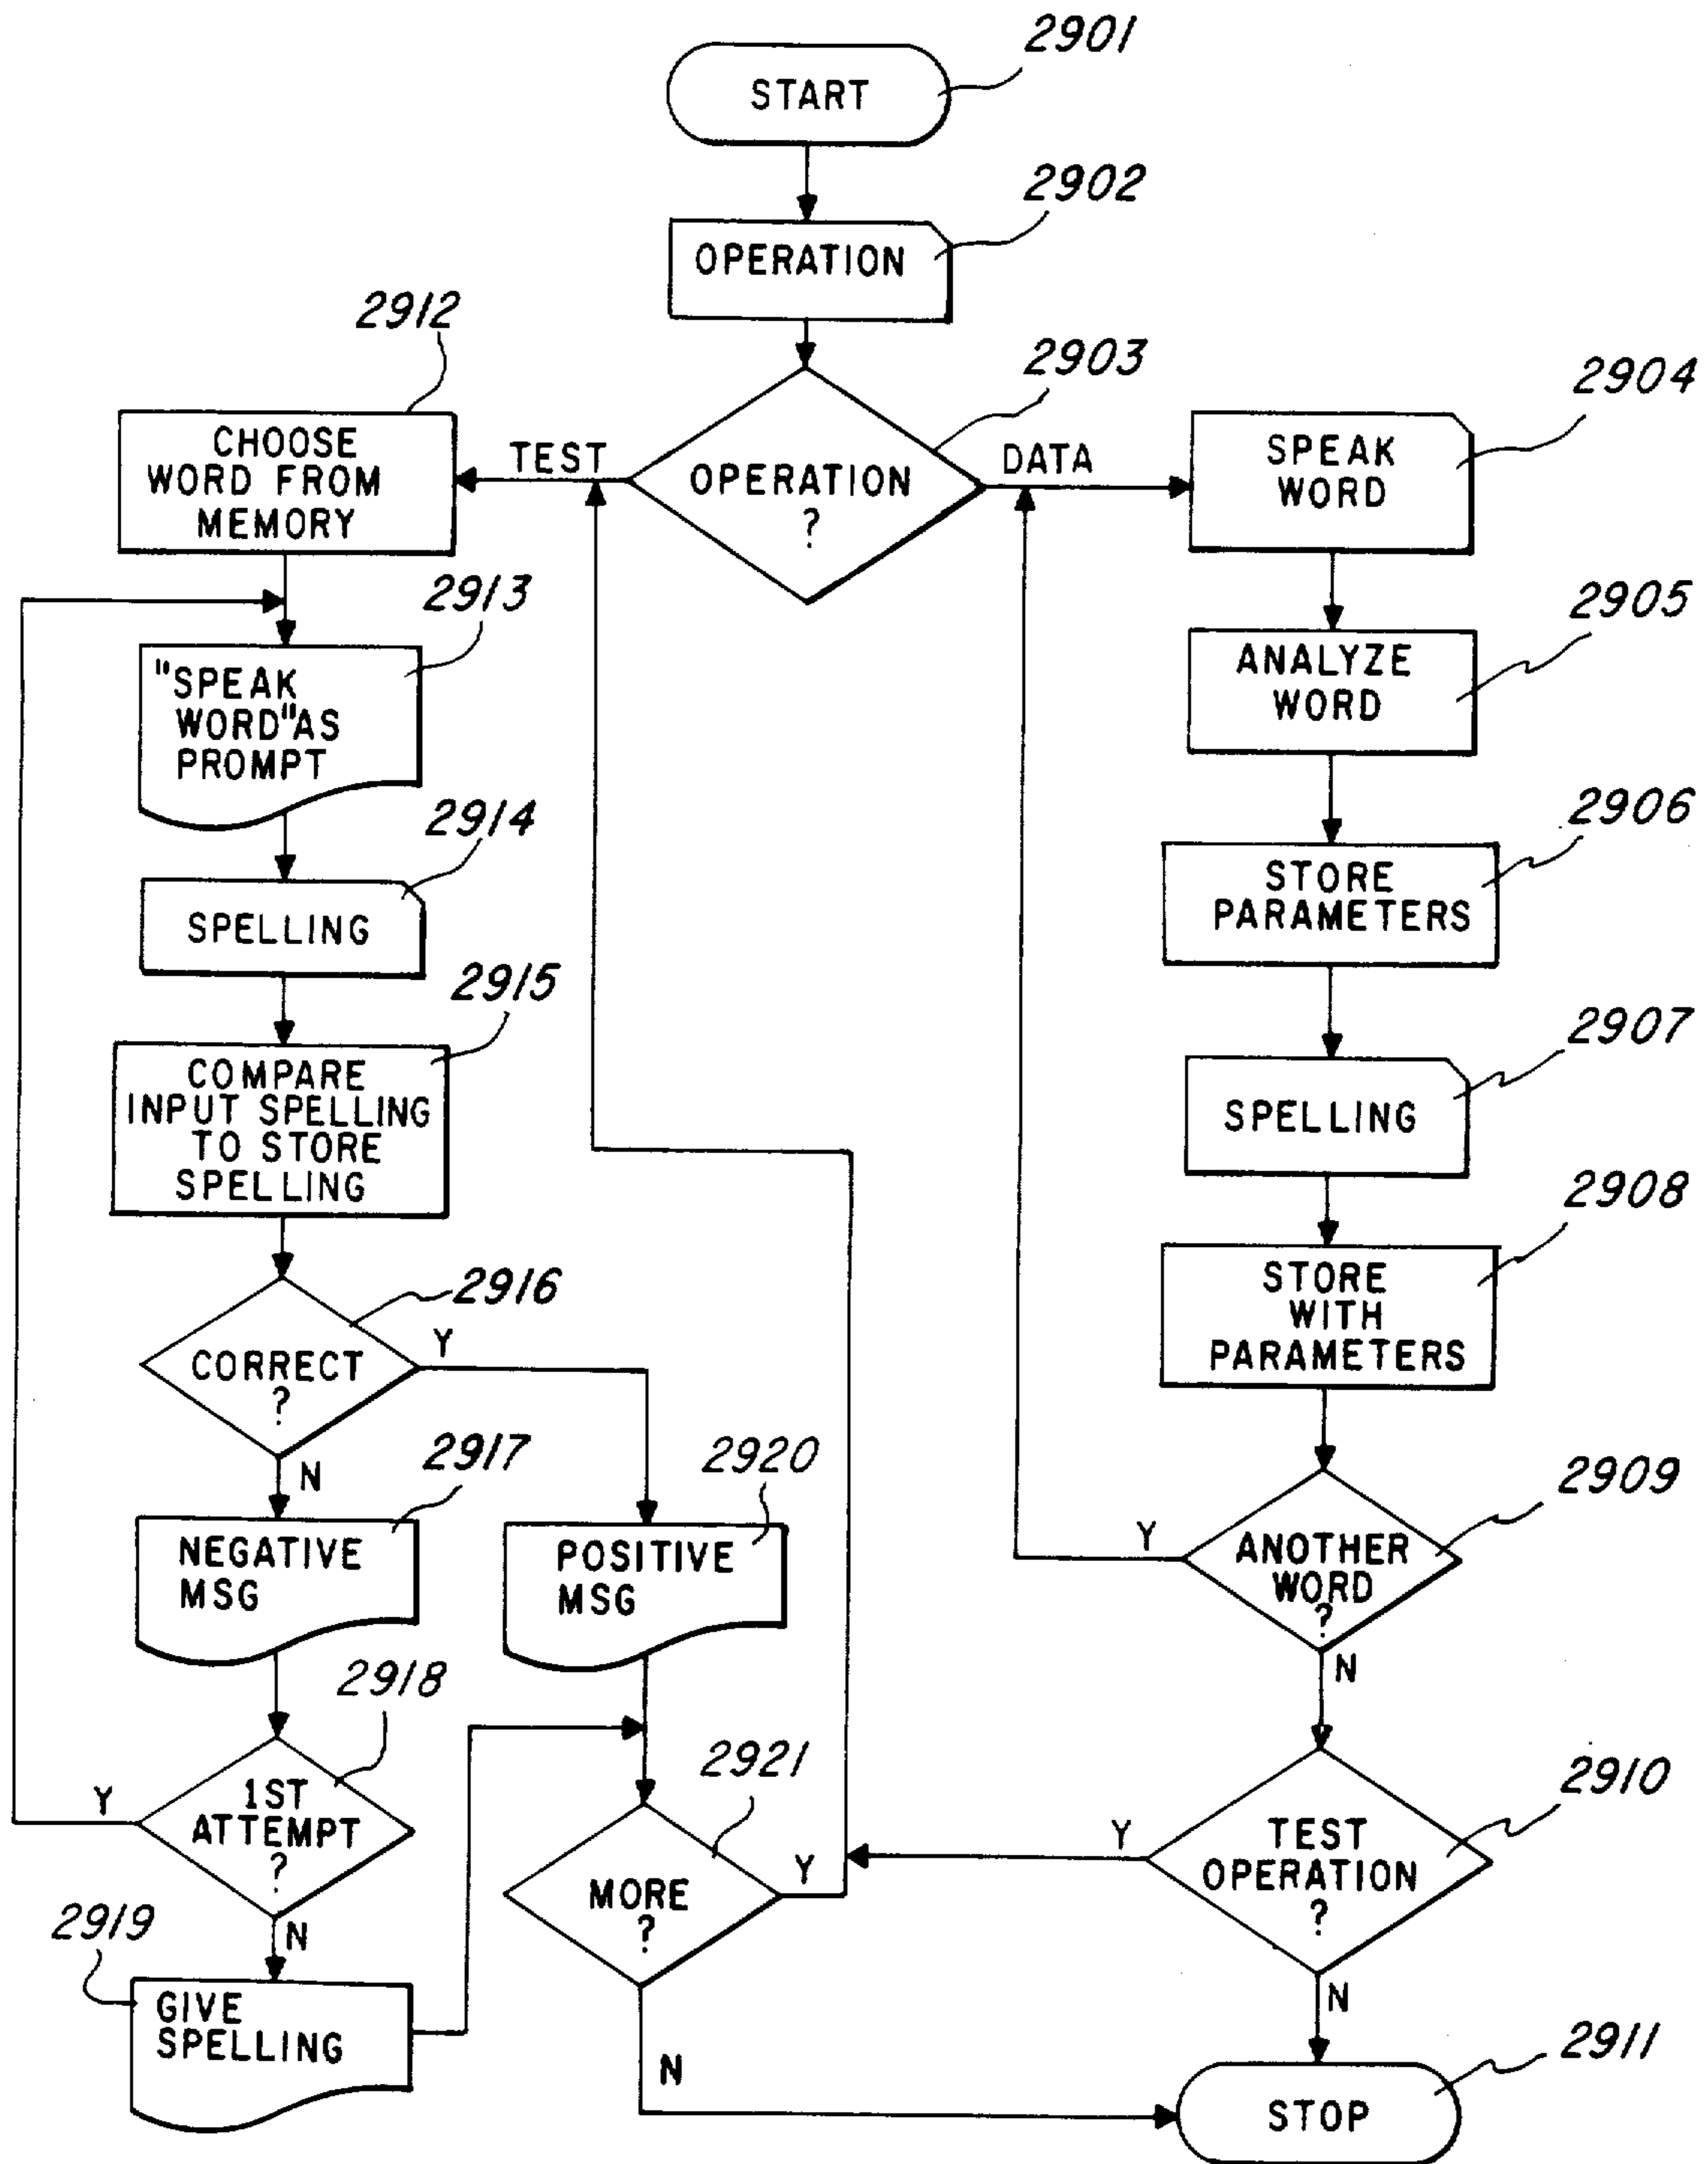 2901
START
2902
OPERATION
2903
OPERATION
?
TEST
DATA
2904
SPEAK
WORD
2905
ANALYZE
WORD
2906
STORE
PARAMETERS
2907
SPELLING
2908
STORE
WITH
PARAMETERS
2909
ANOTHER
WORD
?
Y
N
2910
TEST
OPERATION
?
Y
N
2911
STOP
2912
CHOOSE
WORD FROM
MEMORY
2913
"SPEAK
WORD" AS
PROMPT
2914
SPELLING
2915
COMPARE
INPUT SPELLING
TO STORE
SPELLING
2916
CORRECT
?
Y
N
2917
NEGATIVE
MSG
2918
1ST
ATTEMPT
?
Y
N
2919
GIVE
SPELLING
2920
POSITIVE
MSG
2921
MORE
?
Y
N